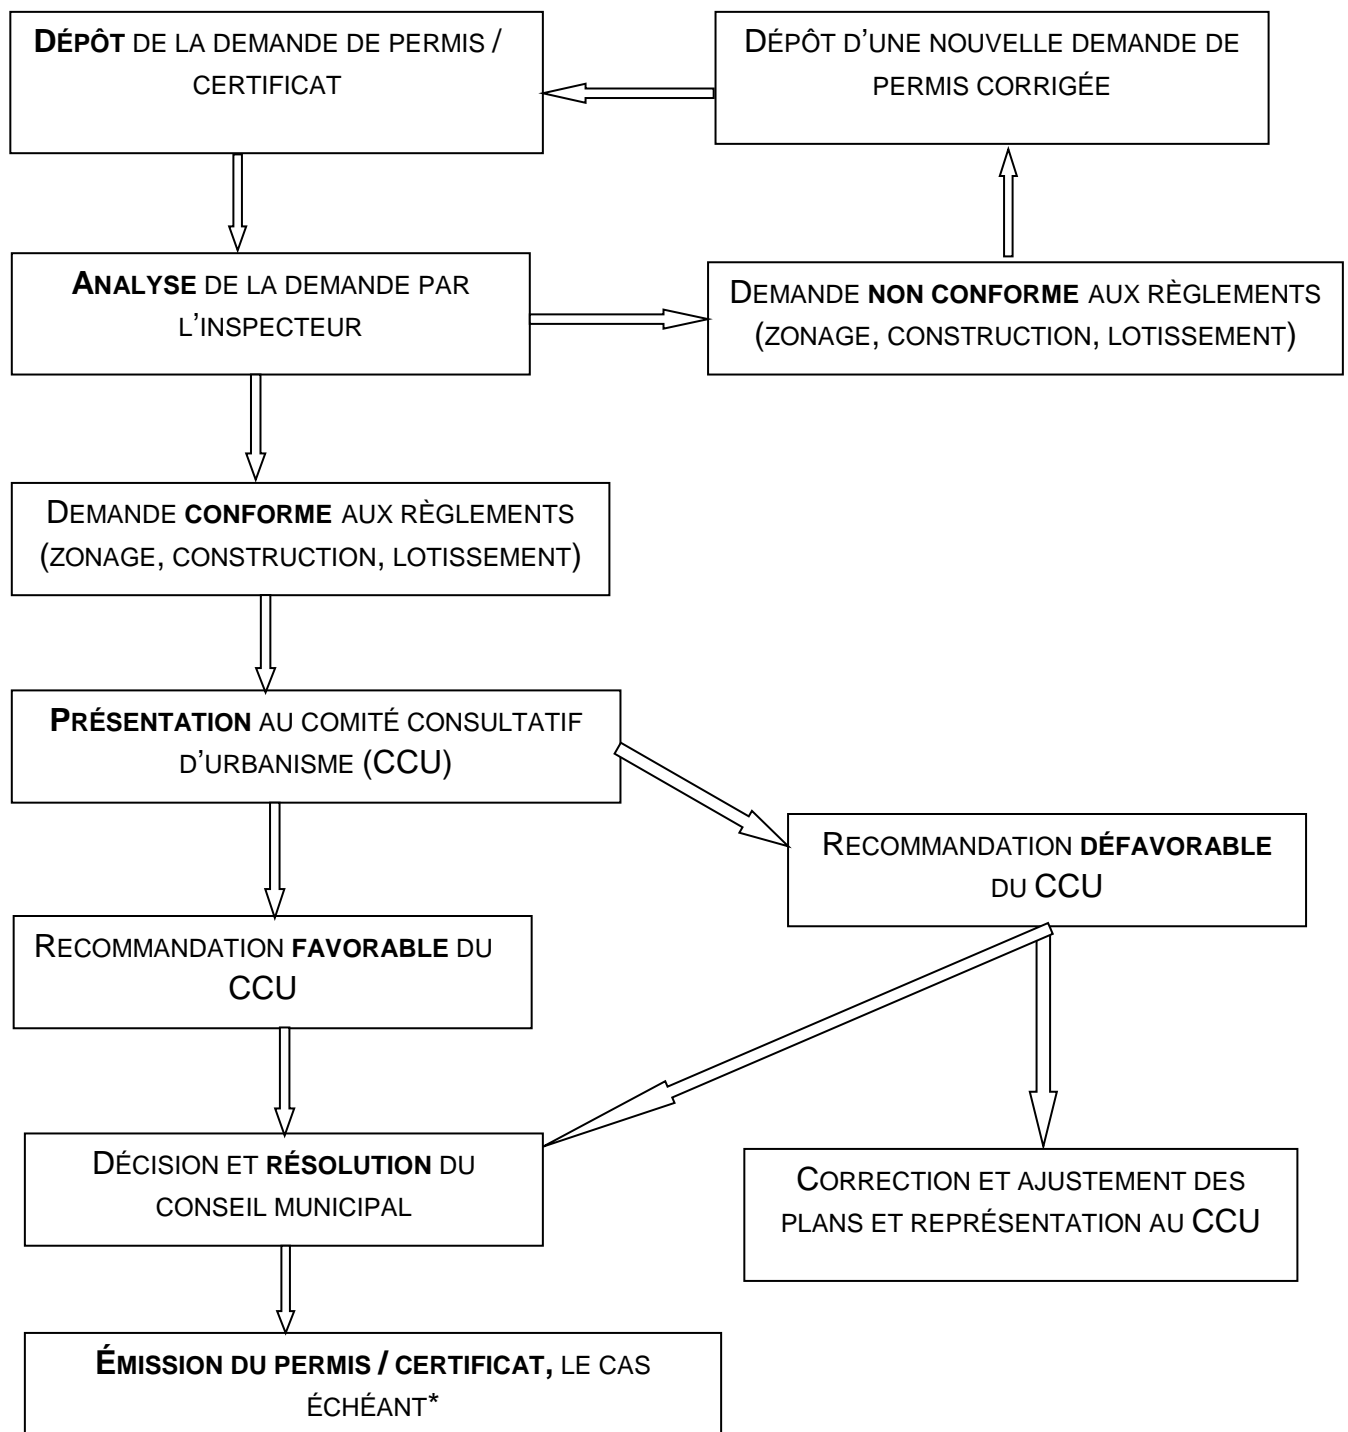 DÉPÔT DE LA DEMANDE DE PERMIS /
CERTIFICAT
DÉPÔT D’UNE NOUVELLE DEMANDE DE
PERMIS CORRIGÉE
ANALYSE DE LA DEMANDE PAR
L’INSPECTEUR
DEMANDE NON CONFORME AUX RÈGLEMENTS
(ZONAGE, CONSTRUCTION, LOTISSEMENT)
DEMANDE CONFORME AUX RÈGLEMENTS
(ZONAGE, CONSTRUCTION, LOTISSEMENT)
PRÉSENTATION AU COMITÉ CONSULTATIF
D’URBANISME (CCU)
RECOMMANDATION DÉFAVORABLE
DU CCU
RECOMMANDATION FAVORABLE DU
CCU
DÉCISION ET RÉSOLUTION DU
CONSEIL MUNICIPAL
CORRECTION ET AJUSTEMENT DES
PLANS ET REPRÉSENTATION AU CCU
ÉMISSION DU PERMIS / CERTIFICAT, LE CAS
ÉCHÉANT*